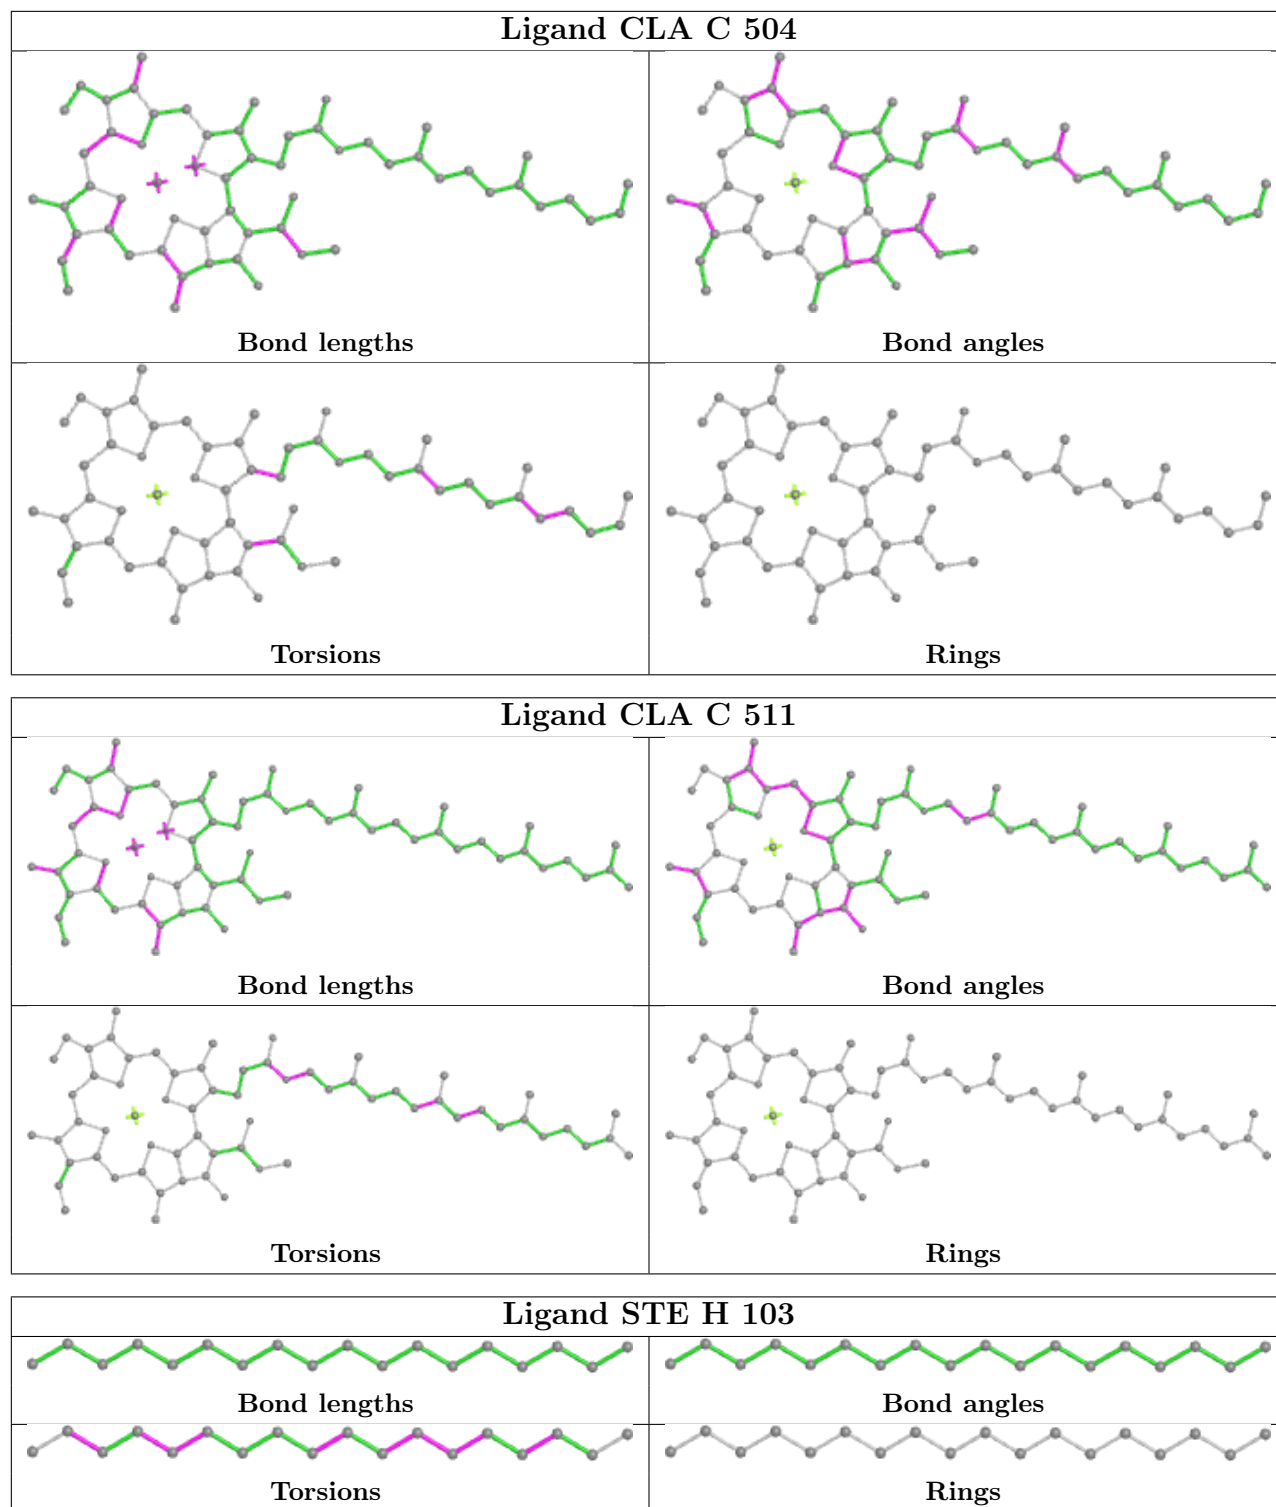 Ligand CLA C 504
Bond lengths
Bond angles
Torsions
Rings
Ligand CLA C 511
Bond lengths
Bond angles
Torsions
Rings
Ligand STE H 103
Bond lengths
Bond angles
Torsions
Rings